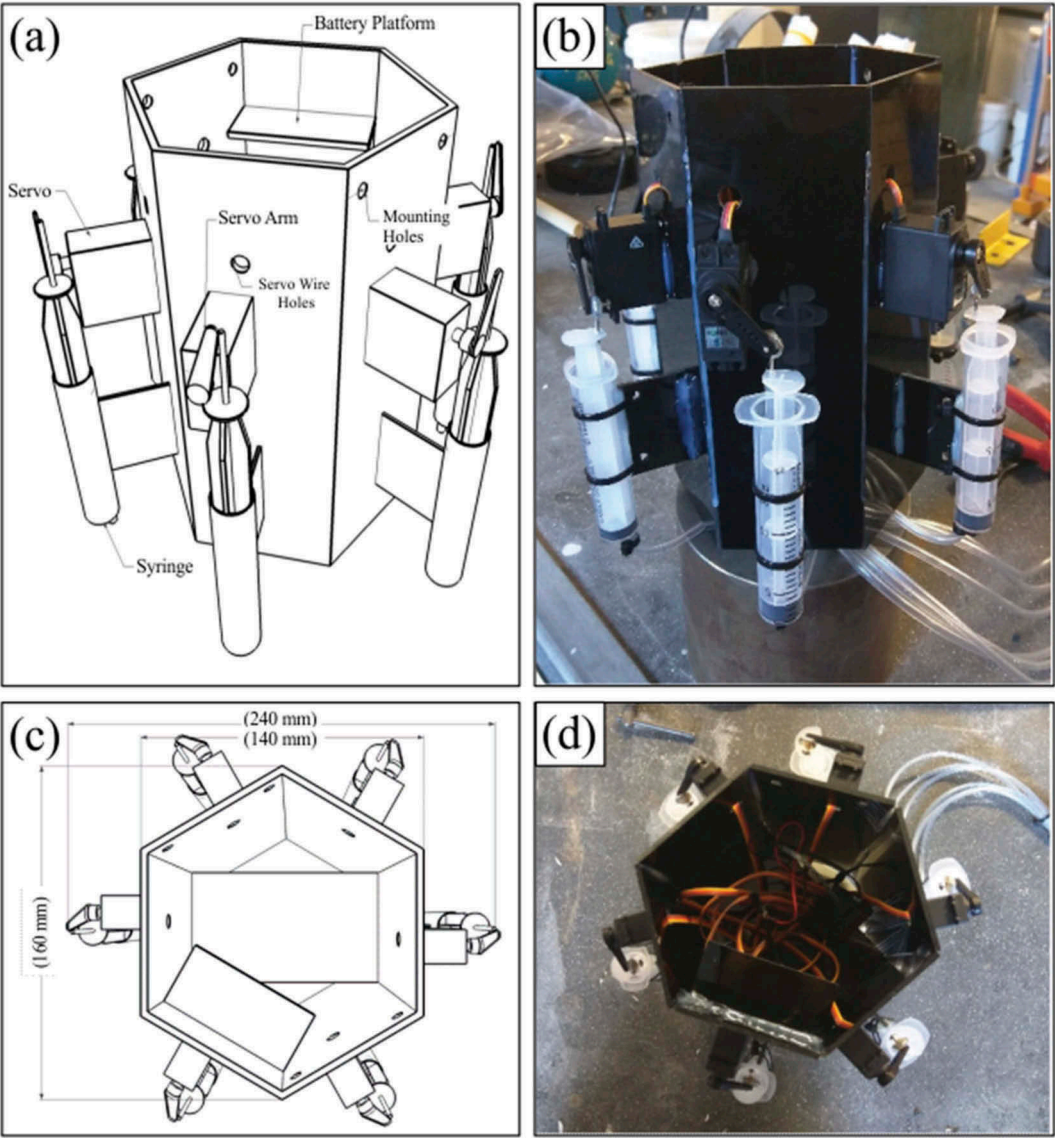 (a)
Battery Platform
Servo
Servo Arm
Mounting
Holes
Servo Wire
Holes
Syringe
(b)
(c)
(240 mm)
(140 mm)
(160 mm)
(d)